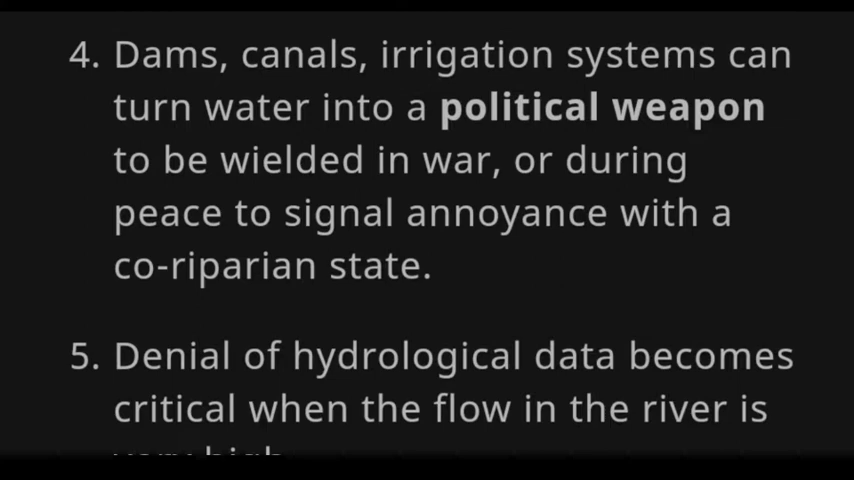 4. Dams, canals, irrigation systems can
turn water into a political weapon
to be wielded in war, or during
peace to signal annoyance with a
co-riparian state.
5. Denial of hydrological data becomes
critical when the flow in the river is
very high